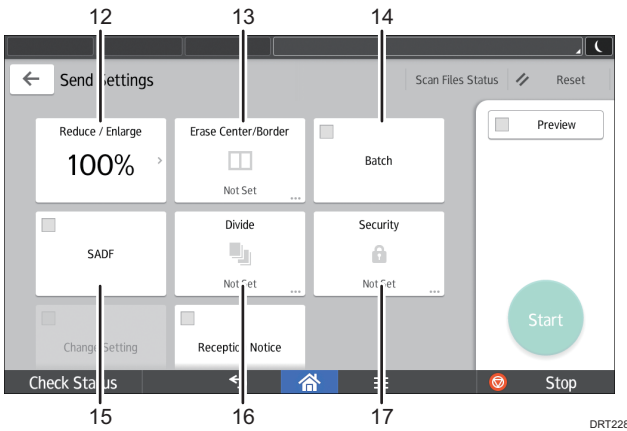 12 13 14
Send Settings
Scan Files Status
Reset
Reduce / Enlarge
100%
Erase Center/Border
Not Set
Batch
Preview
SADF
Divide
Not Set
Security
Not Set
Start
Change Setting
Reception Notice
Check Status
Stop
15 16 17
DRT228